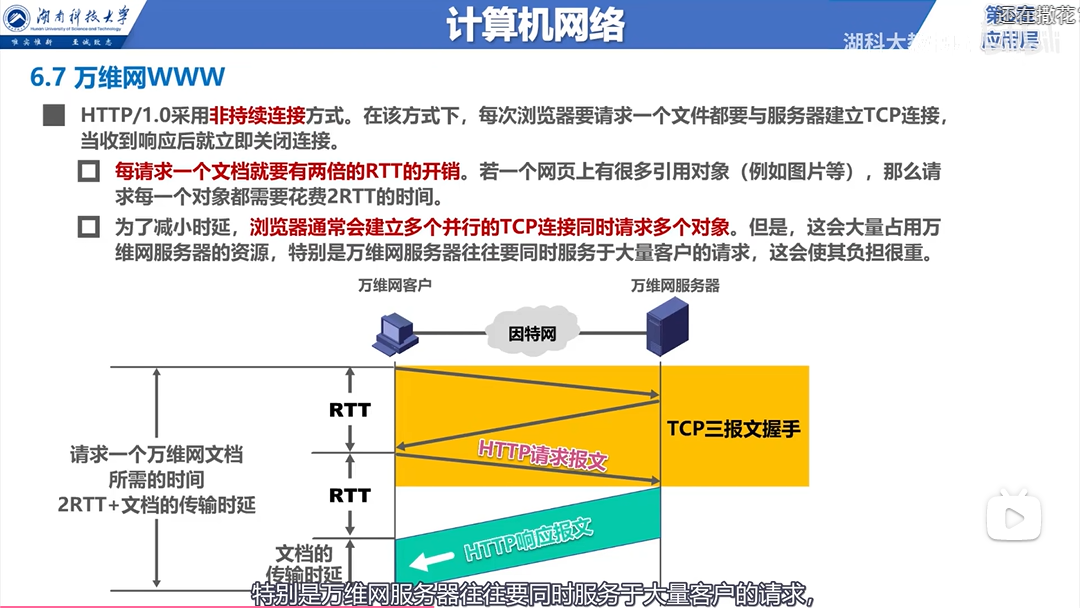 湖南科技大学
Hunan University of Science and Technology
唯实惟新 至诚致志
计算机网络
还在撒花
应用层
湖科大
6.7 万维网WWW
HTTP/1.0采用非持续连接方式。在该方式下，每次浏览器要请求一个文件都要与服务器建立TCP连接，
当收到响应后就立即关闭连接。
每请求一个文档就要有两倍的RTT的开销。若一个网页上有很多引用对象（例如图片等），那么请
求每一个对象都需要花费2RTT的时间。
为了减小时延，浏览器通常会建立多个并行的TCP连接同时请求多个对象。但是，这会大量占用万
维网服务器的资源，特别是万维网服务器往往要同时服务于大量客户的请求，这会使其负担很重。
万维网客户
万维网服务器
因特网
RTT
TCP三报文握手
HTTP请求报文
请求一个万维网文档
所需的时间
2RTT+文档的传输时延
RTT
HTTP响应报文
文档的
传输时延
特别是万维网服务器往往要同时服务于大量客户的请求，